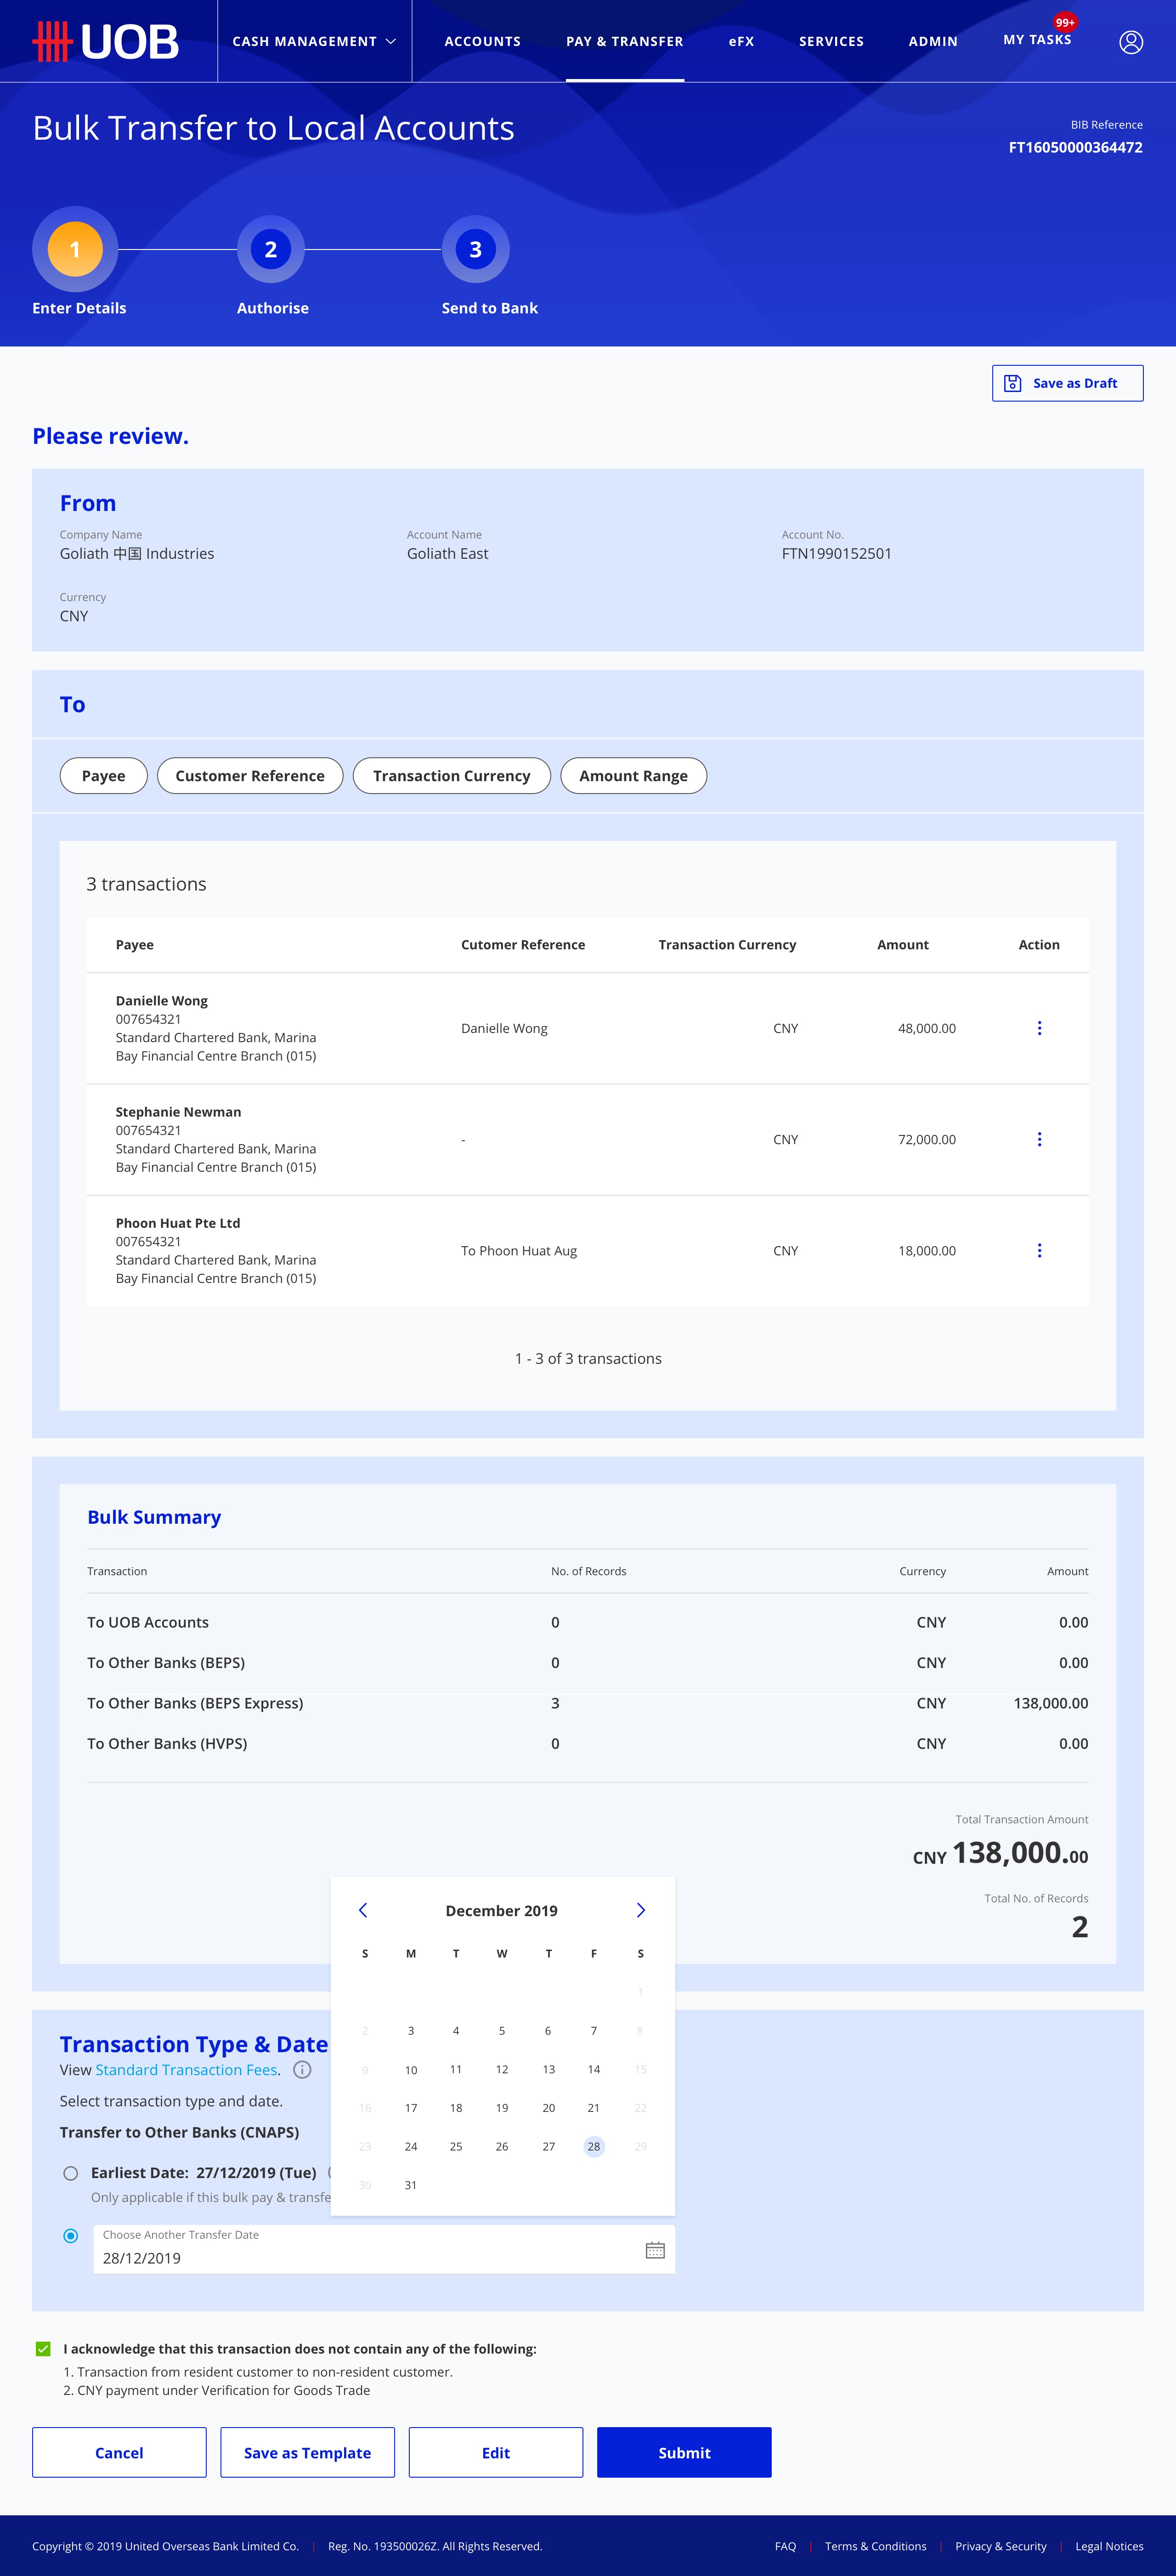 UOB
CASH MANAGEMENT
ACCOUNTS
PAY & TRANSFER
eFX
SERVICES
ADMIN
MY TASKS
99+
Bulk Transfer to Local Accounts
BIB Reference
FT16050000364472
1
2
3
Enter Details
Authorise
Send to Bank
Save as Draft
Please review.
From
Company Name
Goliath 中国 Industries
Account Name
Goliath East
Account No.
FTN1990152501
Currency
CNY
To
Payee
Customer Reference
Transaction Currency
Amount Range
3 transactions
Payee Cutomer Reference Transaction Currency Amount Action
Danielle Wong
007654321
Standard Chartered Bank, Marina
Bay Financial Centre Branch (015)
Danielle Wong CNY 48,000.00
Stephanie Newman
007654321
Standard Chartered Bank, Marina
Bay Financial Centre Branch (015)
- CNY 72,000.00
Phoon Huat Pte Ltd
007654321
Standard Chartered Bank, Marina
Bay Financial Centre Branch (015)
To Phoon Huat Aug CNY 18,000.00
1 - 3 of 3 transactions
Bulk Summary
Transaction No. of Records Currency Amount
To UOB Accounts 0 CNY 0.00
To Other Banks (BEPS) 0 CNY 0.00
To Other Banks (BEPS Express) 3 CNY 138,000.00
To Other Banks (HVPS) 0 CNY 0.00
Total Transaction Amount
CNY 138,000.00
Total No. of Records
2
December 2019
S M T W T F S
1
2 3 4 5 6 7 8
9 10 11 12 13 14 15
16 17 18 19 20 21 22
23 24 25 26 27 28 29
30 31
Transaction Type & Date
View Standard Transaction Fees.
Select transaction type and date.
Transfer to Other Banks (CNAPS)
Earliest Date: 27/12/2019 (Tue)
Only applicable if this bulk pay & transfe
Choose Another Transfer Date
28/12/2019
I acknowledge that this transaction does not contain any of the following:
1. Transaction from resident customer to non-resident customer.
2. CNY payment under Verification for Goods Trade
Cancel
Save as Template
Edit
Submit
Copyright © 2019 United Overseas Bank Limited Co. | Reg. No. 193500026Z. All Rights Reserved.
FAQ | Terms & Conditions | Privacy & Security | Legal Notices